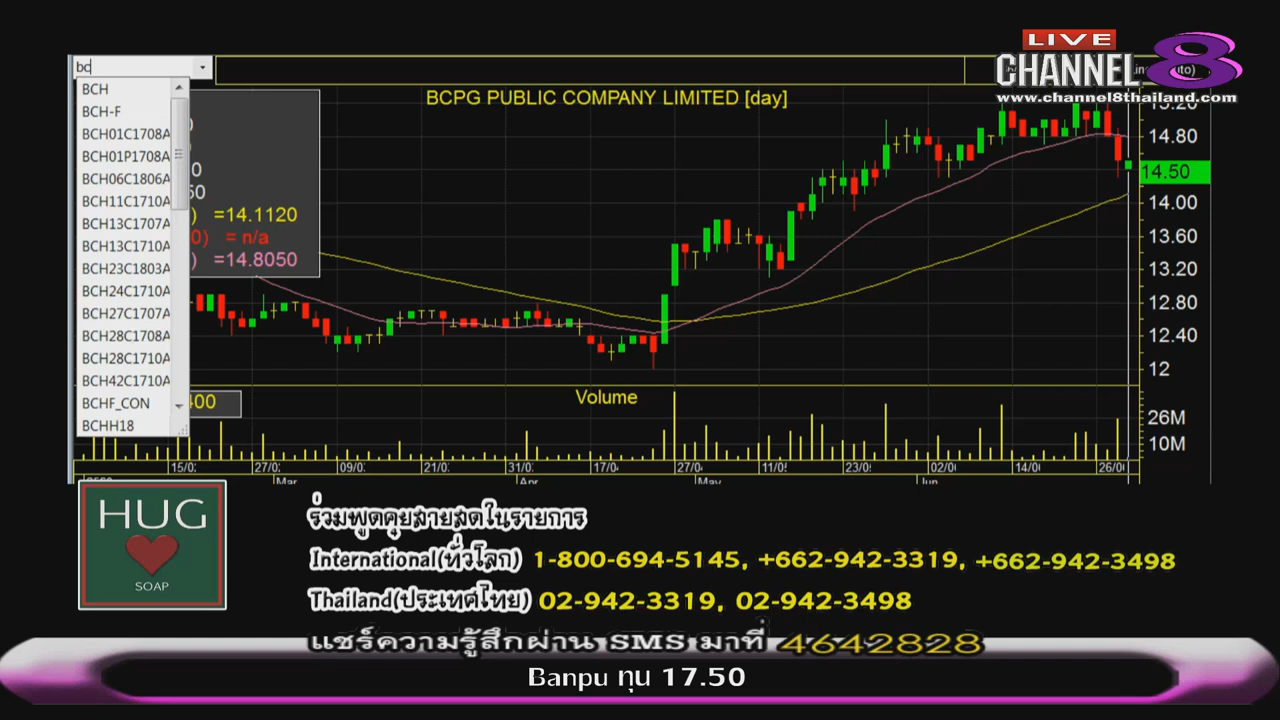 LIVE
CHANNEL 8
www.channel8thailand.com
bc
BCPG PUBLIC COMPANY LIMITED [day]
BCH
BCH-F
BCH01C1708A
BCH01P1708A
BCH06C1806A
BCH11C1710A
BCH13C1707A
BCH13C1710A
BCH23C1803A
BCH24C1710A
BCH27C1707A
BCH28C1708A
BCH28C1710A
BCH42C1710A
BCHF_CON
BCHH18
=14.1120
= n/a
=14.8050
15.20
14.80
14.50
14.00
13.60
13.20
12.80
12.40
12
Volume
400
26M
10M
15/0 27/0 09/0 21/0 31/0 17/0 27/0 11/0 23/0 02/0 14/0 26/0
Mar Apr May Jun
HUG
SOAP
ร่วมพูดคุยสายสดในรายการ
International(ทั่วโลก) 1-800-694-5145, +662-942-3319, +662-942-3498
Thailand(ประเทศไทย) 02-942-3319, 02-942-3498
แชร์ความรู้สึกผ่าน SMS มาที่ 4642828
Banpu ทุน 17.50